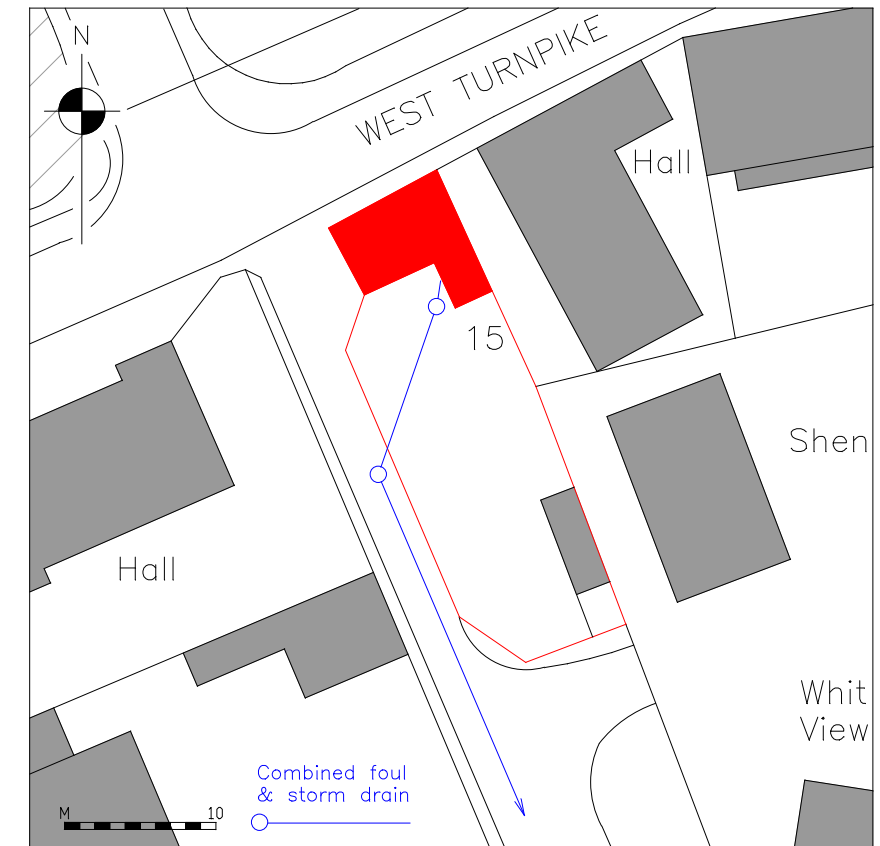 N
WEST TURNPIKE
Hall
15
Shen
Hall
Whit
View
Combined foul
& storm drain
M 10